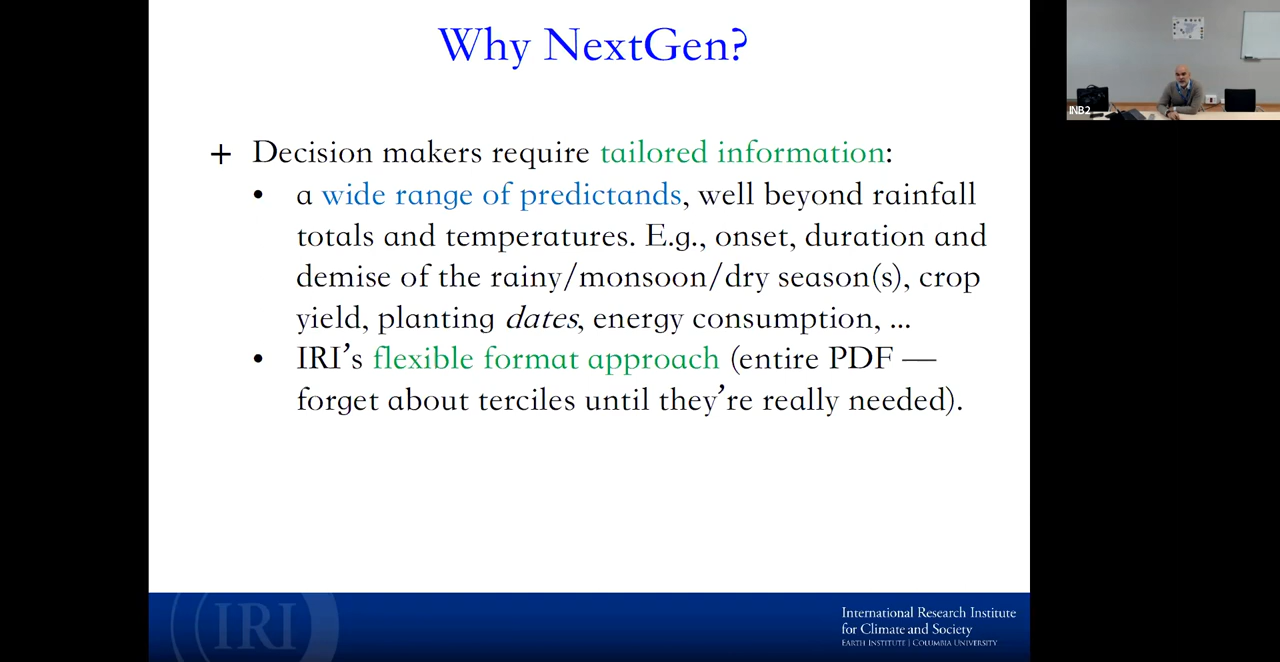 Why NextGen?
+ Decision makers require tailored information:
• a wide range of predictands, well beyond rainfall
totals and temperatures. E.g., onset, duration and
demise of the rainy/monsoon/dry season(s), crop
yield, planting dates, energy consumption, ...
• IRI’s flexible format approach (entire PDF —
forget about terciles until they’re really needed).
IRI
International Research Institute
for Climate and Society
EARTH INSTITUTE | COLUMBIA UNIVERSITY
INB2